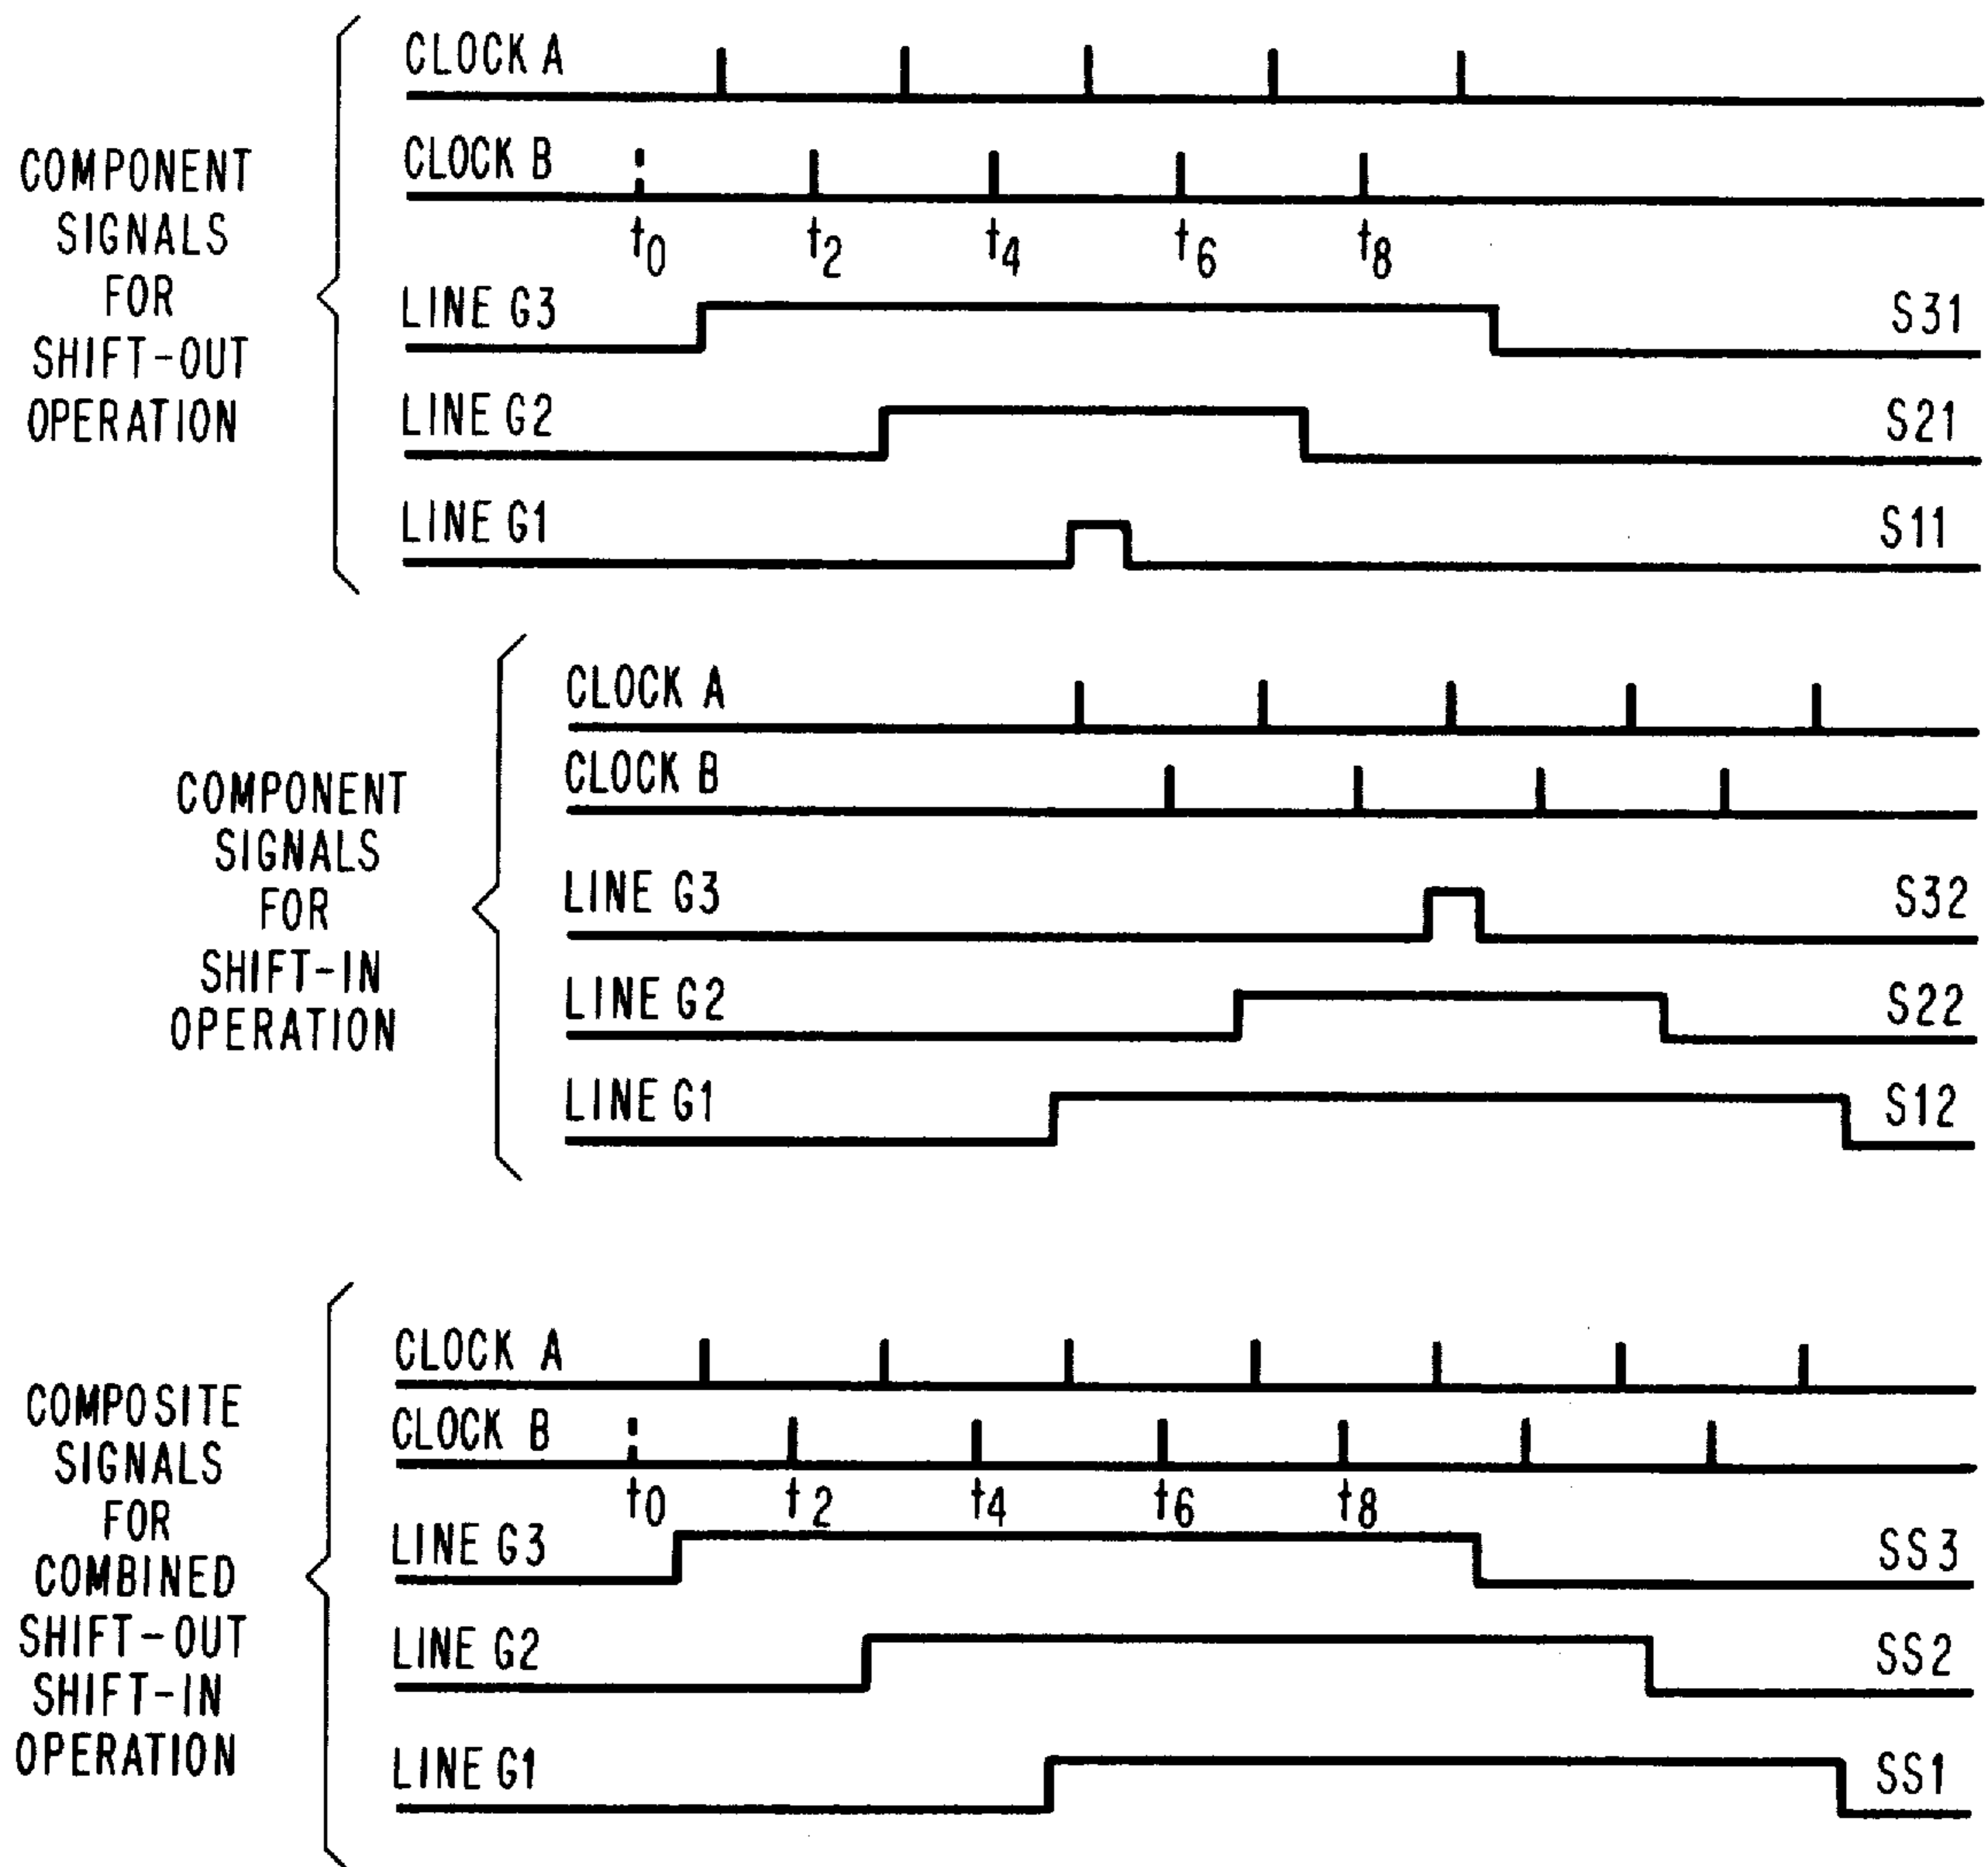 COMPONENT
SIGNALS
FOR
SHIFT-OUT
OPERATION
CLOCK A
CLOCK B
t0 t2 t4 t6 t8
LINE G3 S31
LINE G2 S21
LINE G1 S11
COMPONENT
SIGNALS
FOR
SHIFT-IN
OPERATION
CLOCK A
CLOCK B
LINE G3 S32
LINE G2 S22
LINE G1 S12
COMPOSITE
SIGNALS
FOR
COMBINED
SHIFT-OUT
SHIFT-IN
OPERATION
CLOCK A
CLOCK B
t0 t2 t4 t6 t8
LINE G3 SS3
LINE G2 SS2
LINE G1 SS1